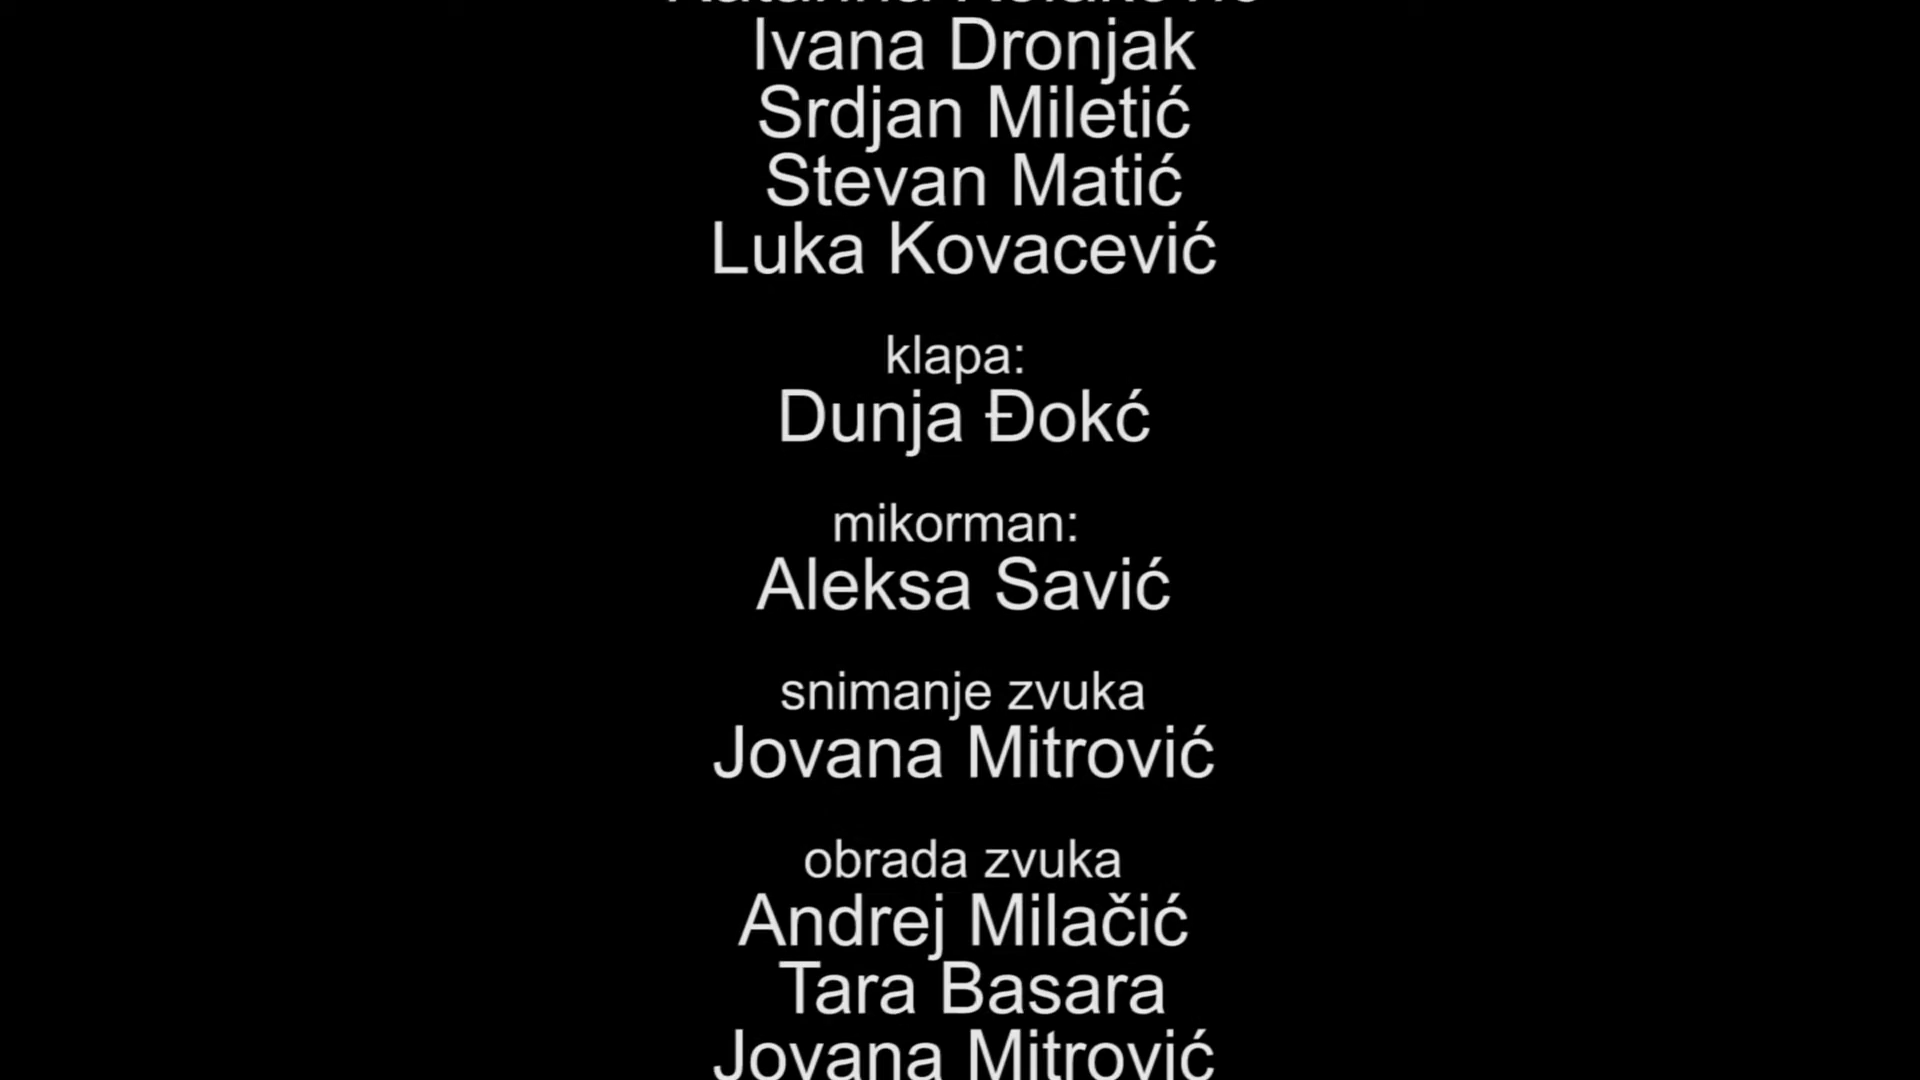 Ivana Dronjak
Srdjan Miletić
Stevan Matić
Luka Kovacević
klapa:
Dunja Đokć
mikorman:
Aleksa Savić
snimanje zvuka
Jovana Mitrović
obrada zvuka
Andrej Milačić
Tara Basara
Jovana Mitrović